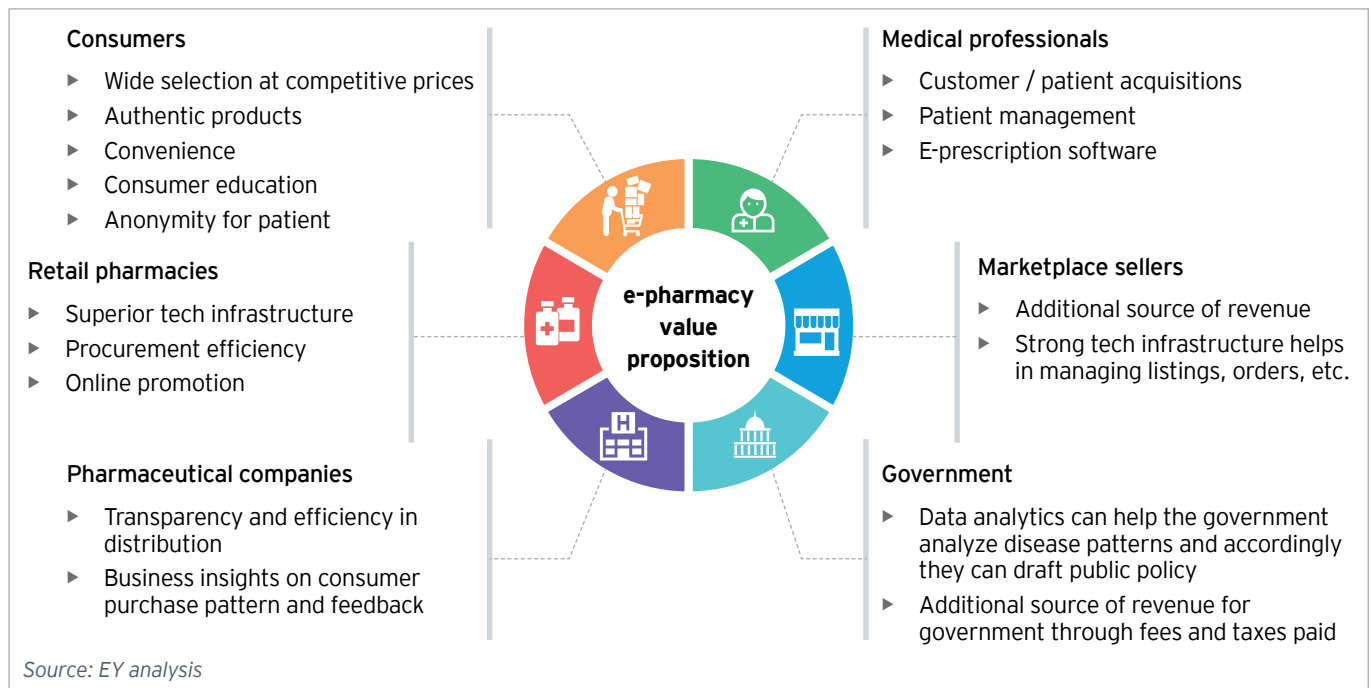 Consumers
Wide selection at competitive prices
Authentic products
Convenience
Consumer education
Anonymity for patient
Retail pharmacies
Superior tech infrastructure
Procurement efficiency
Online promotion
Pharmaceutical companies
Transparency and efficiency in
distribution
Business insights on consumer
purchase pattern and feedback
e-pharmacy
value
proposition
H
Medical professionals
Customer / patient acquisitions
Patient management
E-prescription software
Marketplace sellers
Additional source of revenue
Strong tech infrastructure helps
in managing listings, orders, etc.
Government
Data analytics can help the government
analyze disease patterns and accordingly
they can draft public policy
Additional source of revenue for
government through fees and taxes paid
Source: EY analysis